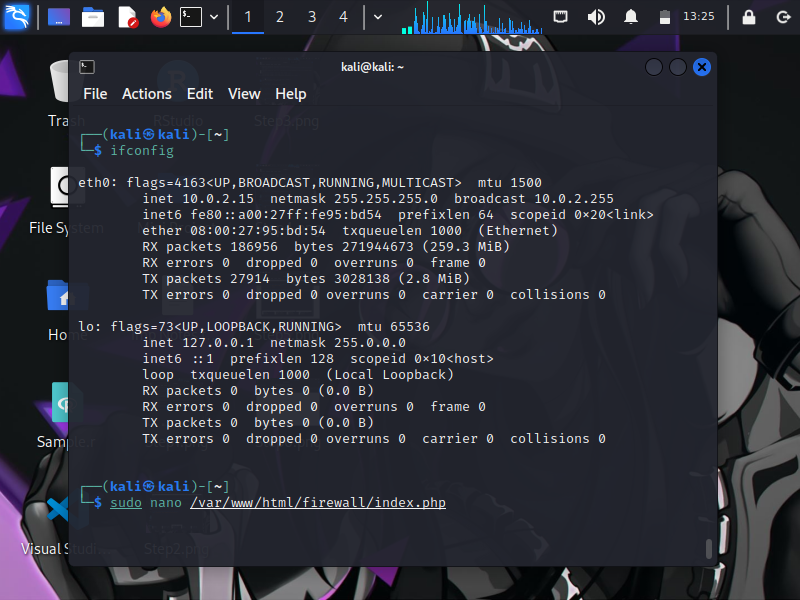 1 2 3 4 13:25
kali@kali: ~
File Actions Edit View Help
Trash
RStudio
Step3.png
┌──(kali㉿kali)-[~]
└─$ ifconfig
eth0: flags=4163<UP,BROADCAST,RUNNING,MULTICAST>  mtu 1500
inet 10.0.2.15  netmask 255.255.255.0  broadcast 10.0.2.255
inet6 fe80::a00:27ff:fe95:bd54  prefixlen 64  scopeid 0×20<link>
ether 08:00:27:95:bd:54  txqueuelen 1000  (Ethernet)
RX packets 186956  bytes 271944673 (259.3 MiB)
RX errors 0  dropped 0  overruns 0  frame 0
TX packets 27914  bytes 3028138 (2.8 MiB)
TX errors 0  dropped 0 overruns 0  carrier 0  collisions 0
lo: flags=73<UP,LOOPBACK,RUNNING>  mtu 65536
inet 127.0.0.1  netmask 255.0.0.0
inet6 ::1  prefixlen 128  scopeid 0×10<host>
loop  txqueuelen 1000  (Local Loopback)
RX packets 0  bytes 0 (0.0 B)
RX errors 0  dropped 0  overruns 0  frame 0
TX packets 0  bytes 0 (0.0 B)
TX errors 0  dropped 0 overruns 0  carrier 0  collisions 0
┌──(kali㉿kali)-[~]
└─$ sudo nano /var/www/html/firewall/index.php
File System
Home
Sample.r
Visual Studi...
Step2.png